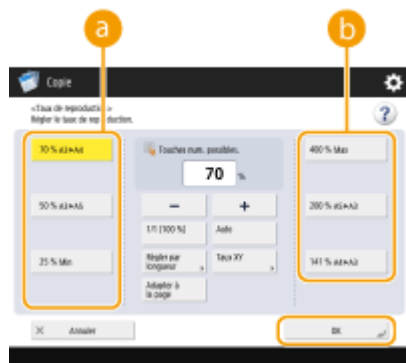 a
b
Copie
<Taux de reproduction>
Régler le taux de reproduction.
?
70 % A3➔A4
Touches num. possibles.
400 % Max
70 %
50 % A3➔A5
−
+
200 % A5➔A3
1/1 (100 %)
Auto
25 % Min
Régler par
longueur
Taux XY
141 % A4➔A3
Adapter à
la page
Annuler
OK